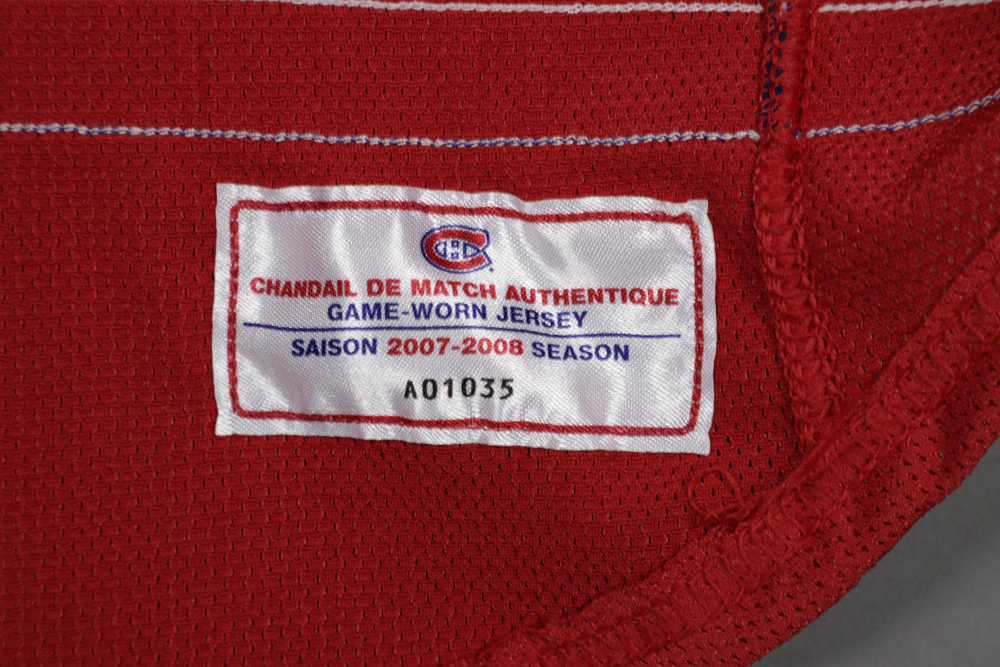 CHANDAIL DE MATCH AUTHENTIQUE
GAME-WORN JERSEY
SAISON 2007-2008 SEASON
A01035